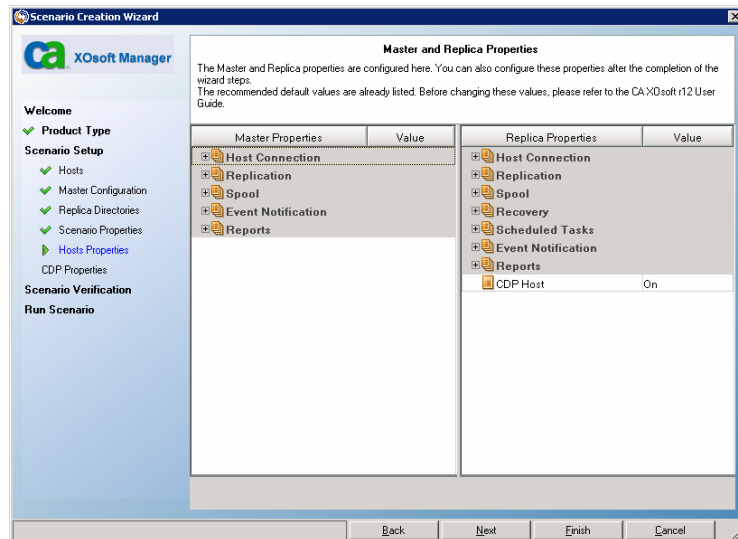 Scenario Creation Wizard
ca XOsoft Manager
Welcome
Product Type
Scenario Setup
Hosts
Master Configuration
Replica Directories
Scenario Properties
Hosts Properties
CDP Properties
Scenario Verification
Run Scenario
Master and Replica Properties
The Master and Replica properties are configured here. You can also configure these properties after the completion of the
wizard steps.
The recommended default values are already listed. Before changing these values, please refer to the CA XOsoft r12 User
Guide.
Master Properties Value
Host Connection
Replication
Spool
Event Notification
Reports
Replica Properties Value
Host Connection
Replication
Spool
Recovery
Scheduled Tasks
Event Notification
Reports
CDP Host On
Back Next Finish Cancel